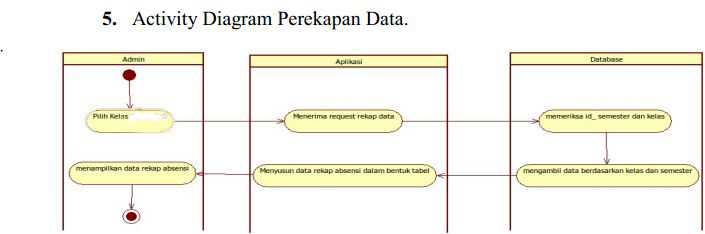 5. Activity Diagram Perekapan Data.
Admin
Aplikasi
Database
Pilih Kelas
Menerima request rekap data
memeriksa id_ semester dan kelas
menampilkan data rekap absensi
Menyusun data rekap absensi dalam bentuk tabel
mengambil data berdasarkan kelas dan semester